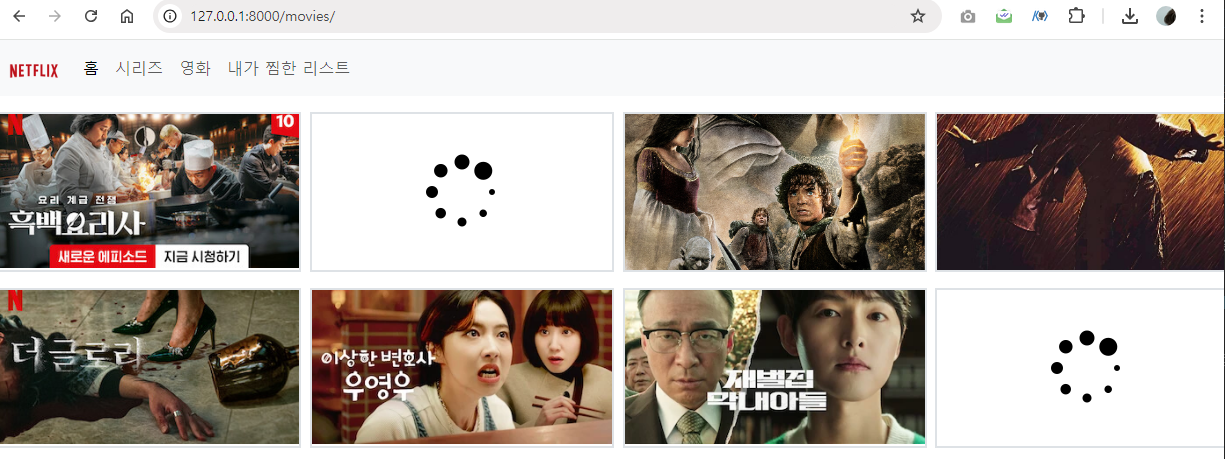 127.0.0.1:8000/movies/
NETFLIX
홈 시리즈 영화 내가 찜한 리스트
N
10
요리 계급 전쟁
흑백요리사
새로운 에피소드 지금 시청하기
N
더 글로리
이상한 변호사
우영우
재벌집
막내아들